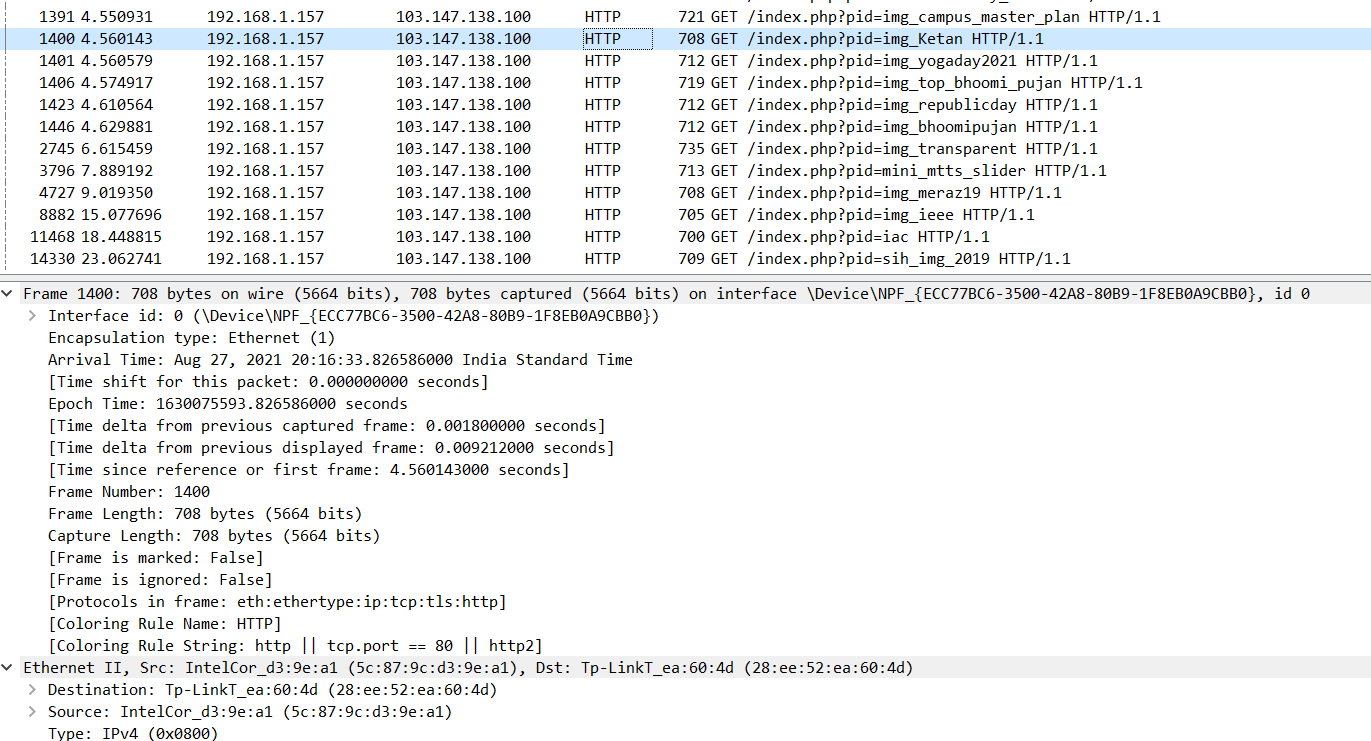 1391 4.550931 192.168.1.157 103.147.138.100 HTTP 721 GET /index.php?pid=img_campus_master_plan HTTP/1.1
1400 4.560143 192.168.1.157 103.147.138.100 HTTP 708 GET /index.php?pid=img_Ketan HTTP/1.1
1401 4.560579 192.168.1.157 103.147.138.100 HTTP 712 GET /index.php?pid=img_yogaday2021 HTTP/1.1
1406 4.574917 192.168.1.157 103.147.138.100 HTTP 719 GET /index.php?pid=img_top_bhoomi_pujan HTTP/1.1
1423 4.610564 192.168.1.157 103.147.138.100 HTTP 712 GET /index.php?pid=img_republicday HTTP/1.1
1446 4.629881 192.168.1.157 103.147.138.100 HTTP 712 GET /index.php?pid=img_bhoomipujan HTTP/1.1
2745 6.615459 192.168.1.157 103.147.138.100 HTTP 735 GET /index.php?pid=img_transparent HTTP/1.1
3796 7.889192 192.168.1.157 103.147.138.100 HTTP 713 GET /index.php?pid=mini_mtts_slider HTTP/1.1
4727 9.019350 192.168.1.157 103.147.138.100 HTTP 708 GET /index.php?pid=img_meraz19 HTTP/1.1
8882 15.077696 192.168.1.157 103.147.138.100 HTTP 705 GET /index.php?pid=img_ieee HTTP/1.1
11468 18.448815 192.168.1.157 103.147.138.100 HTTP 700 GET /index.php?pid=iac HTTP/1.1
14330 23.062741 192.168.1.157 103.147.138.100 HTTP 709 GET /index.php?pid=sih_img_2019 HTTP/1.1
Frame 1400: 708 bytes on wire (5664 bits), 708 bytes captured (5664 bits) on interface \Device\NPF_{ECC77BC6-3500-42A8-80B9-1F8EB0A9CBB0}, id 0
Interface id: 0 (\Device\NPF_{ECC77BC6-3500-42A8-80B9-1F8EB0A9CBB0})
Encapsulation type: Ethernet (1)
Arrival Time: Aug 27, 2021 20:16:33.826586000 India Standard Time
[Time shift for this packet: 0.000000000 seconds]
Epoch Time: 1630075593.826586000 seconds
[Time delta from previous captured frame: 0.001800000 seconds]
[Time delta from previous displayed frame: 0.009212000 seconds]
[Time since reference or first frame: 4.560143000 seconds]
Frame Number: 1400
Frame Length: 708 bytes (5664 bits)
Capture Length: 708 bytes (5664 bits)
[Frame is marked: False]
[Frame is ignored: False]
[Protocols in frame: eth:ethertype:ip:tcp:tls:http]
[Coloring Rule Name: HTTP]
[Coloring Rule String: http || tcp.port == 80 || http2]
Ethernet II, Src: IntelCor_d3:9e:a1 (5c:87:9c:d3:9e:a1), Dst: Tp-LinkT_ea:60:4d (28:ee:52:ea:60:4d)
Destination: Tp-LinkT_ea:60:4d (28:ee:52:ea:60:4d)
Source: IntelCor_d3:9e:a1 (5c:87:9c:d3:9e:a1)
Type: IPv4 (0x0800)